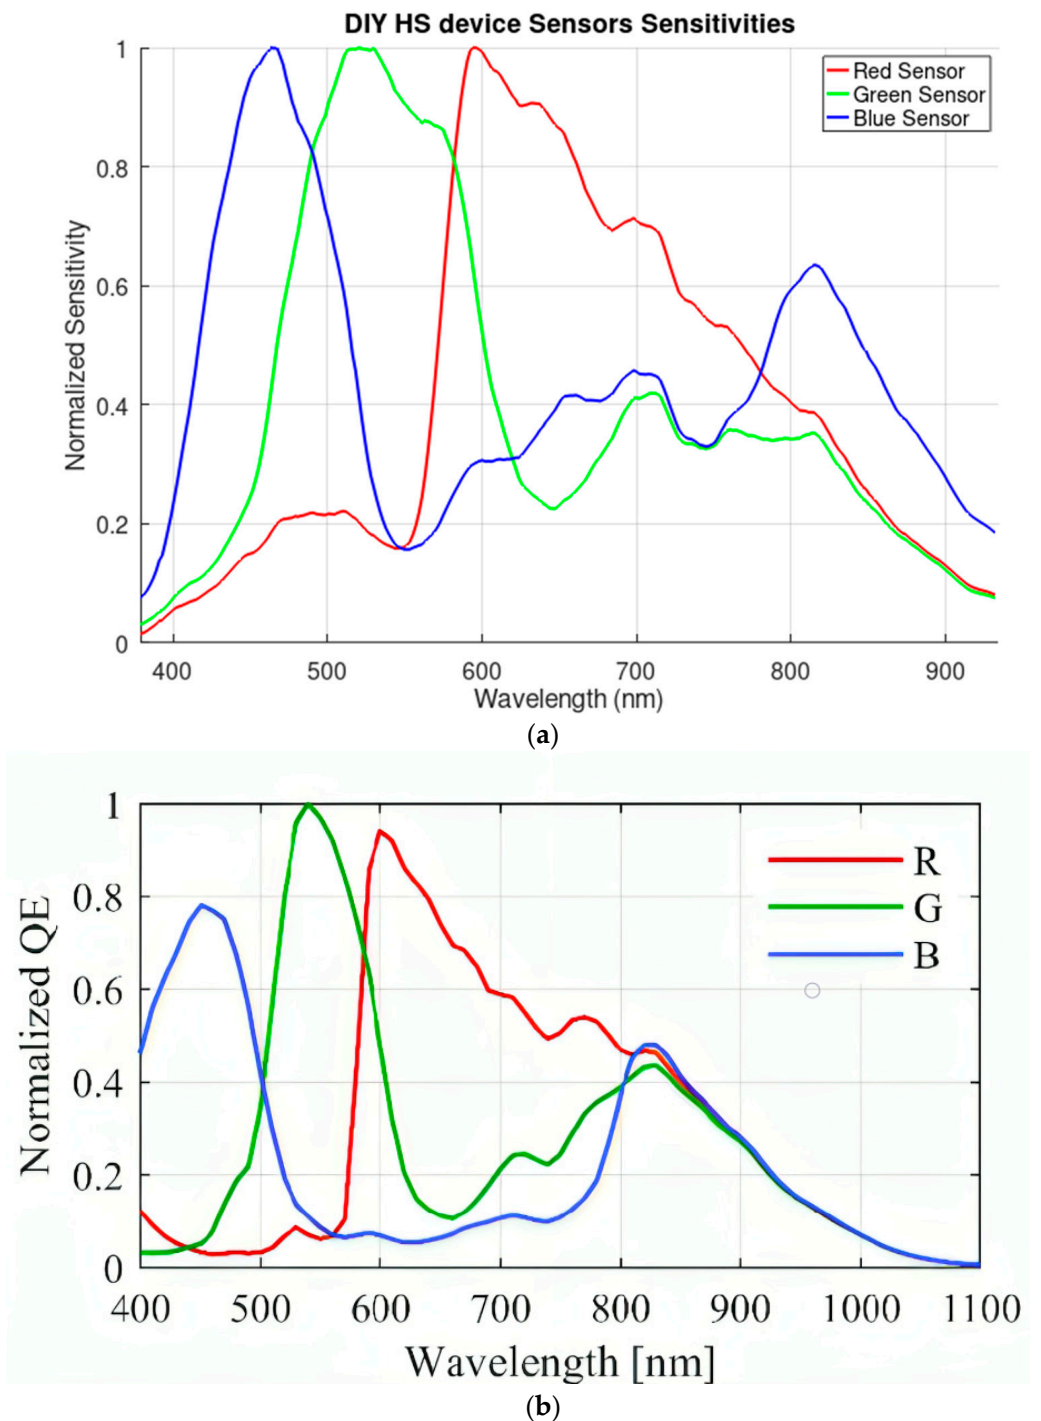 DIY HS device Sensors Sensitivities
1
0.8
0.6
0.4
0.2
0
Normalized Sensitivity
Red Sensor
Green Sensor
Blue Sensor
400 500 600 700 800 900
Wavelength (nm)
(a)
1
0.8
0.6
0.4
0.2
0
Normalized QE
R
G
B
400 500 600 700 800 900 1000 1100
Wavelength [nm]
(b)